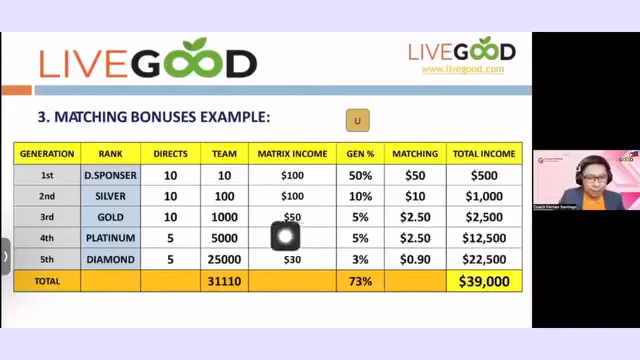 LIVEGOOD
LIVEGOOD
www.livegood.com
3. MATCHING BONUSES EXAMPLE:
U
GENERATION RANK DIRECTS TEAM MATRIX INCOME GEN % MATCHING TOTAL INCOME
1st D.SPONSER 10 10 $100 50% $50 $500
2nd SILVER 10 100 $100 10% $10 $1,000
3rd GOLD 10 1000 $50 5% $2.50 $2,500
4th PLATINUM 5 5000 5% $2.50 $12,500
5th DIAMOND 5 25000 $30 3% $0.90 $22,500
TOTAL 31110 73% $39,000
Coach Fernan Santiago